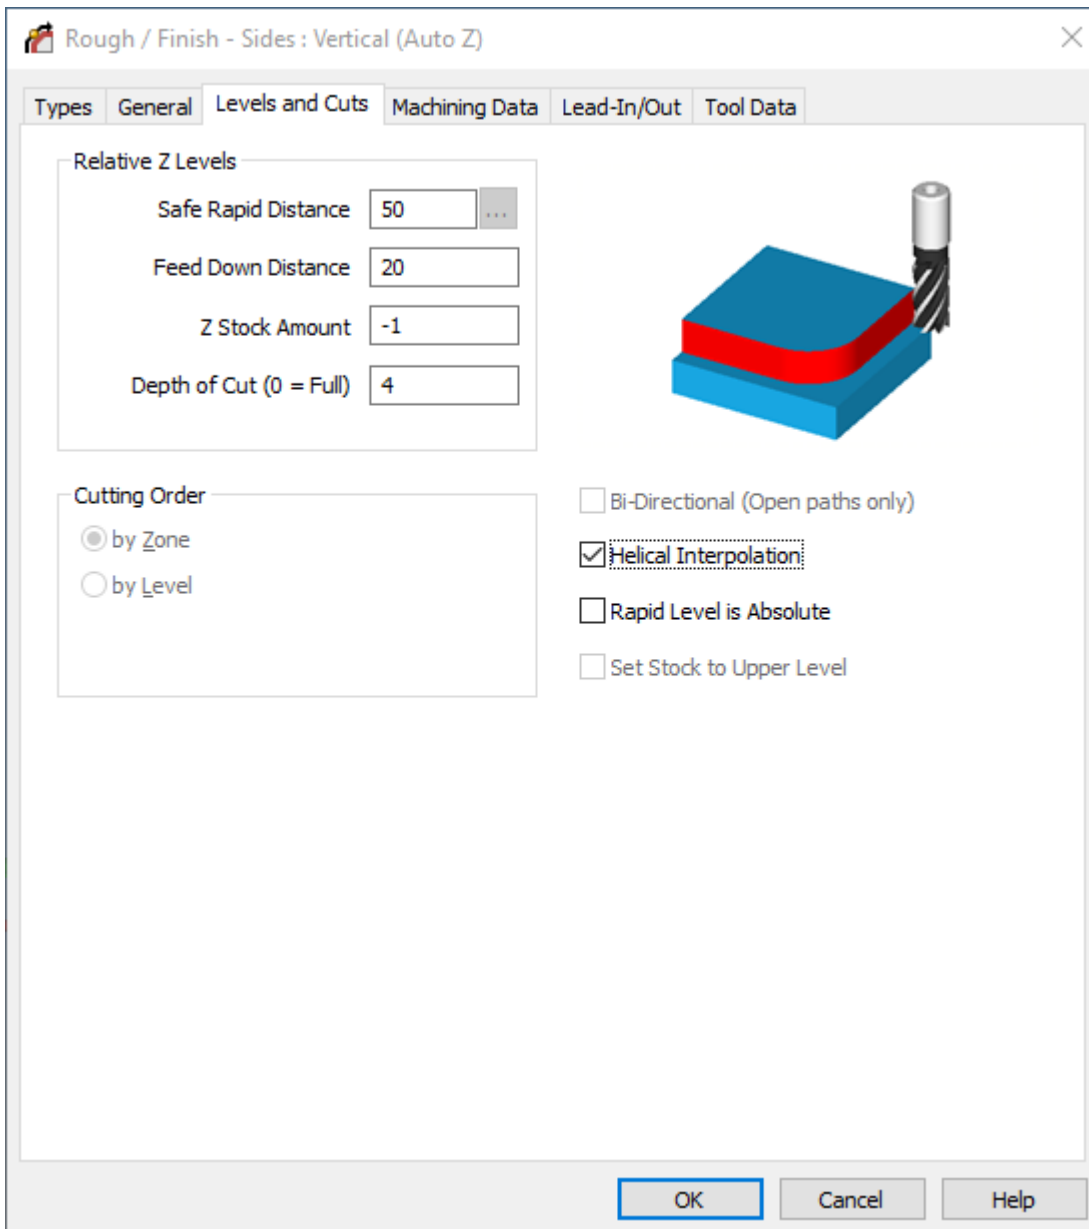 Rough / Finish - Sides : Vertical (Auto Z)
Types General Levels and Cuts Machining Data Lead-In/Out Tool Data
Relative Z Levels
Safe Rapid Distance 50 ...
Feed Down Distance 20
Z Stock Amount -1
Depth of Cut (0 = Full) 4
Cutting Order
by Zone
by Level
Bi-Directional (Open paths only)
Helical Interpolation
Rapid Level is Absolute
Set Stock to Upper Level
OK Cancel Help